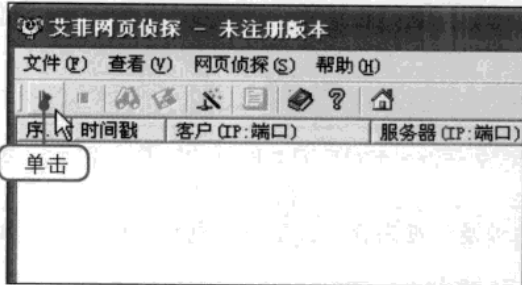 艾菲网页侦探 - 未注册版本
文件(F) 查看(V) 网页侦探(S) 帮助(H)
序. 时间戳 客户(IP:端口) 服务器(IP:端口)
单击